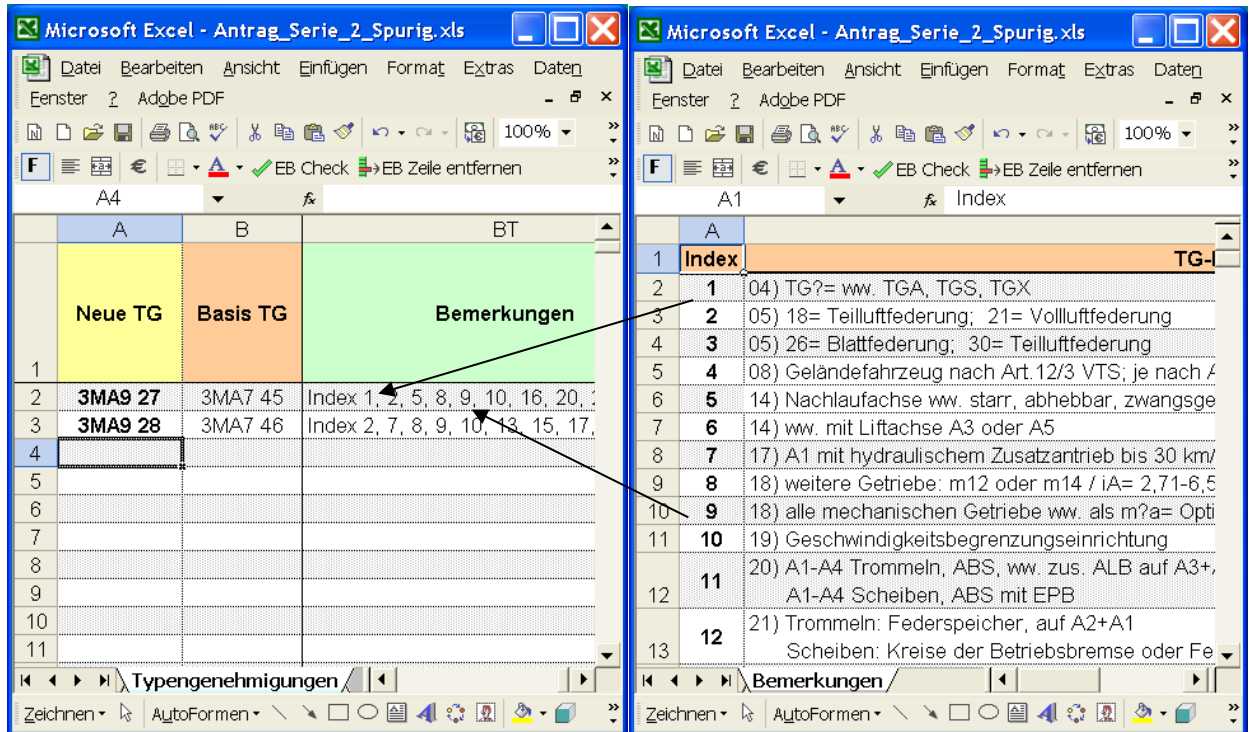 Microsoft Excel - Antrag_Serie_2_Spurig.xls
Datei Bearbeiten Ansicht Einfügen Format Extras Daten
Fenster ? Adobe PDF
100%
F EB Check EB Zeile entfernen
A4 fx
A B BT
1 Neue TG Basis TG Bemerkungen
2 3MA9 27 3MA7 45 Index 1, 2, 5, 8, 9, 10, 16, 20,
3 3MA9 28 3MA7 46 Index 2, 7, 8, 9, 10, 13, 15, 17,
4
5
6
7
8
9
10
11
Typengenehmigungen
Zeichnen AutoFormen
Microsoft Excel - Antrag_Serie_2_Spurig.xls
Datei Bearbeiten Ansicht Einfügen Format Extras Daten
Fenster ? Adobe PDF
100%
F EB Check EB Zeile entfernen
A1 fx Index
A
1 Index
2 1 04) TG?= ww. TGA, TGS, TGX
3 2 05) 18= Teilluftfederung; 21= Vollluftfederung
4 3 05) 26= Blattfederung; 30= Teilluftfederung
5 4 08) Geländefahrzeug nach Art.12/3 VTS; je nach
6 5 14) Nachlaufachse ww. starr, abhebbar, zwangsge
7 6 14) ww. mit Liftachse A3 oder A5
8 7 17) A1 mit hydraulischem Zusatzantrieb bis 30 km/
9 8 18) weitere Getriebe: m12 oder m14 / iA= 2,71-6,5
10 9 18) alle mechanischen Getriebe ww. als m?a= Opti
11 10 19) Geschwindigkeitsbegrenzungseinrichtung
12 11 20) A1-A4 Trommeln, ABS, ww. zus. ALB auf A3+
A1-A4 Scheiben, ABS mit EPB
13 12 21) Trommeln: Federspeicher, auf A2+A1
Scheiben: Kreise der Betriebsbremse oder Fe
Bemerkungen
Zeichnen AutoFormen